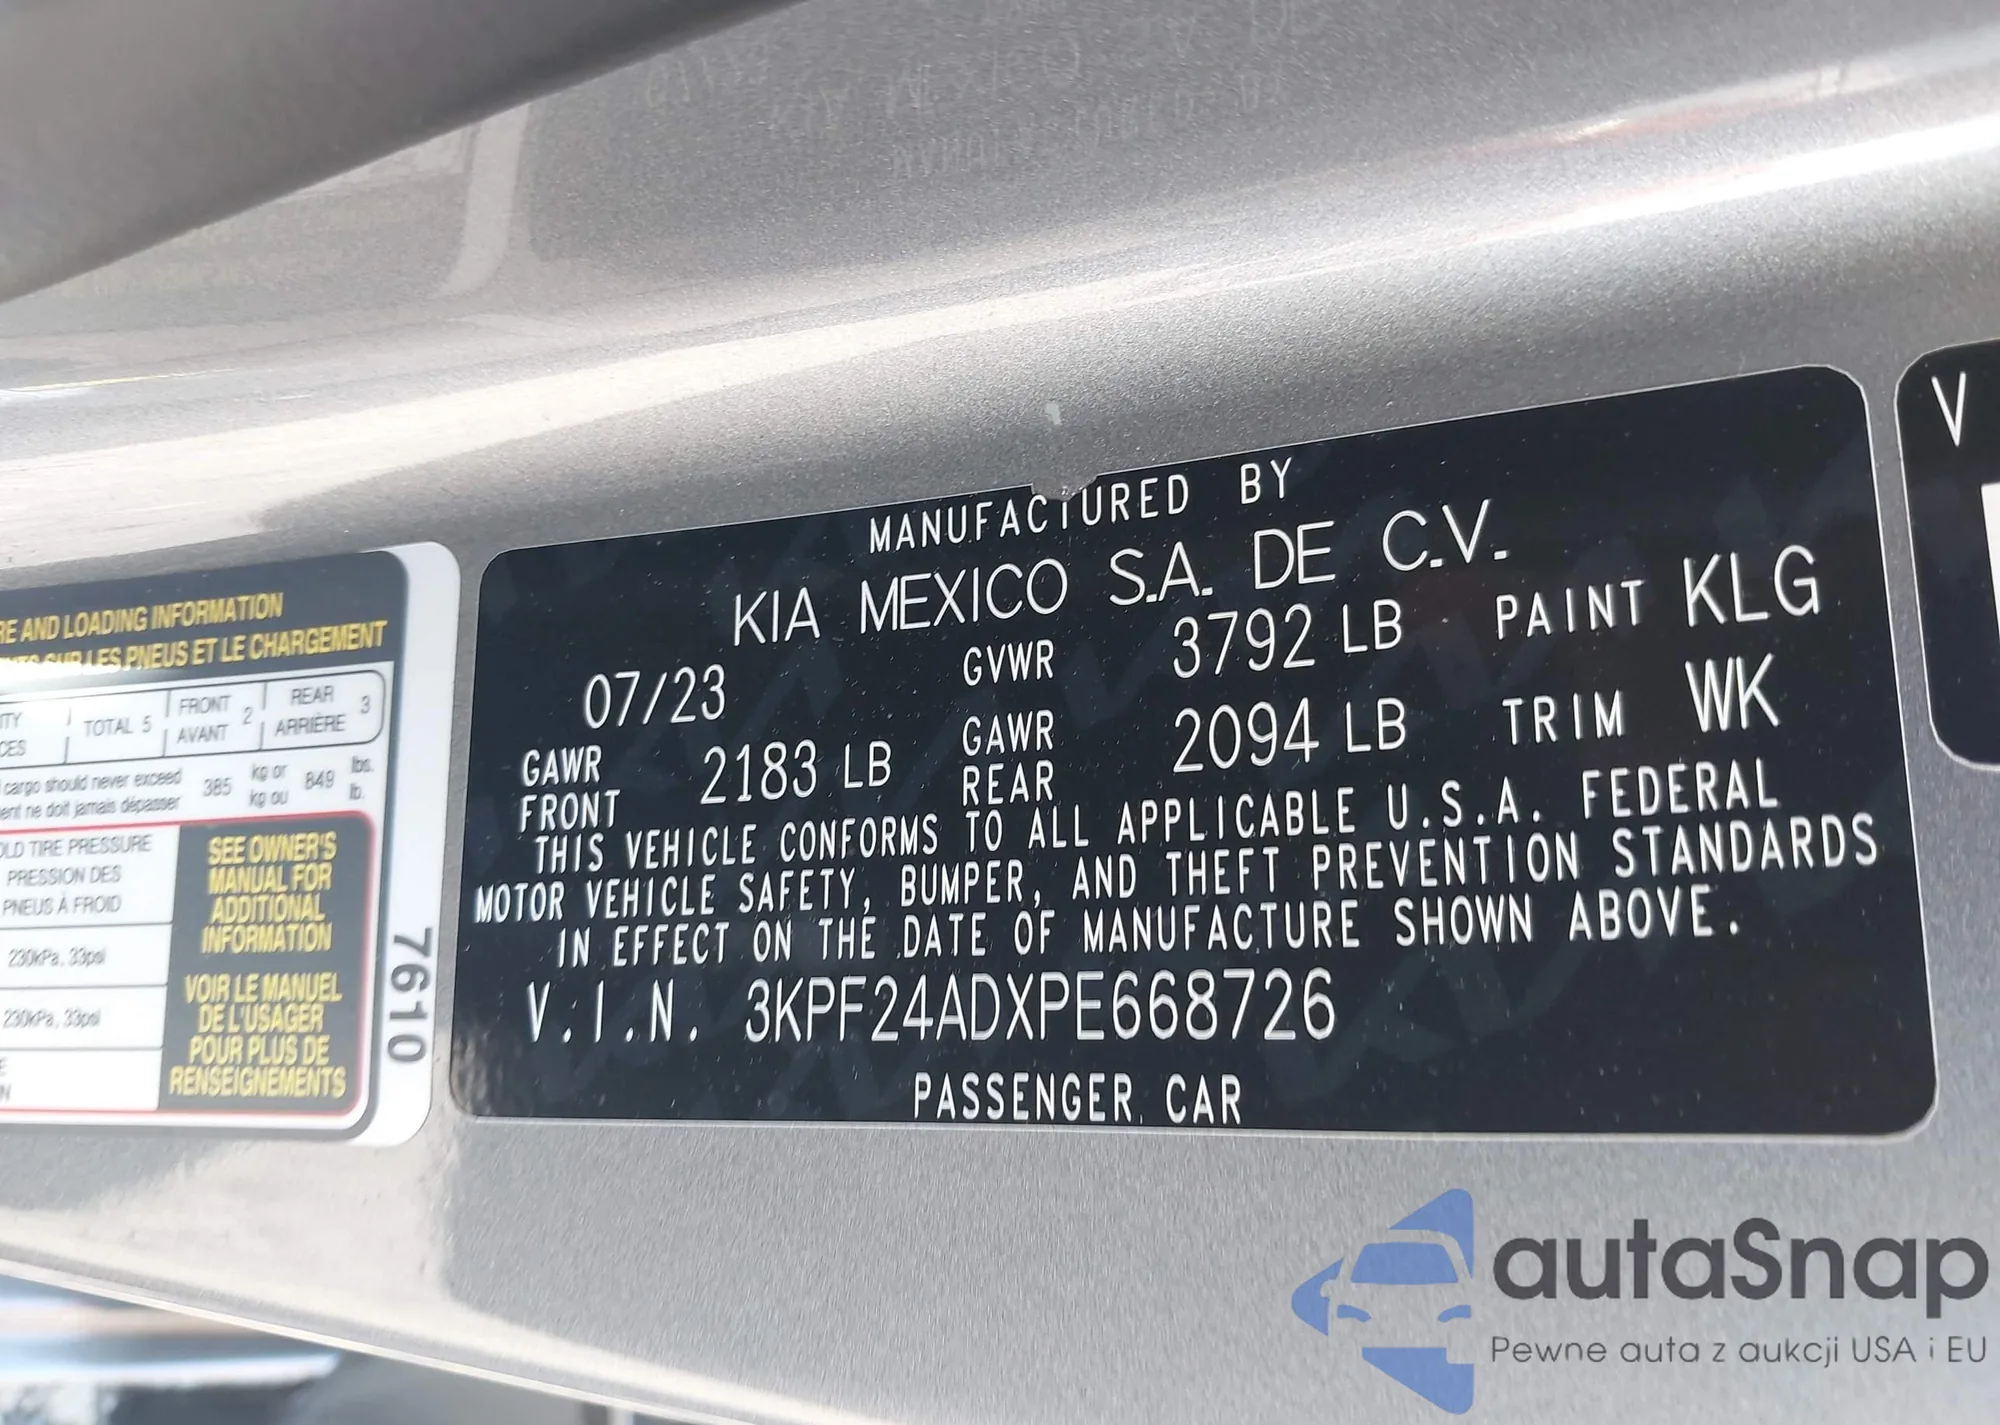 RE AND LOADING INFORMATION
SUR LES PNEUS ET LE CHARGEMENT
TOTAL 5
FRONT
AVANT
2
REAR
ARRIÈRE
3
cargo should never exceed
ne doit jamais dépasser
385
kg or
kg ou
849
lbs.
lb.
TIRE PRESSURE
PRESSION DES
PNEUS À FROID
230kPa, 33psi
230kPa, 33psi
SEE OWNER'S
MANUAL FOR
ADDITIONAL
INFORMATION
VOIR LE MANUEL
DE L'USAGER
POUR PLUS DE
RENSEIGNEMENTS
7610
MANUFACTURED BY
KIA MEXICO S.A. DE C.V.
07/23 GVWR 3792 LB PAINT KLG
GAWR FRONT 2183 LB GAWR REAR 2094 LB TRIM WK
THIS VEHICLE CONFORMS TO ALL APPLICABLE U.S.A. FEDERAL
MOTOR VEHICLE SAFETY, BUMPER, AND THEFT PREVENTION STANDARDS
IN EFFECT ON THE DATE OF MANUFACTURE SHOWN ABOVE.
V.I.N. 3KPF24ADXPE668726
PASSENGER CAR
V
autaSnap
Pewne auta z aukcji USA i EU